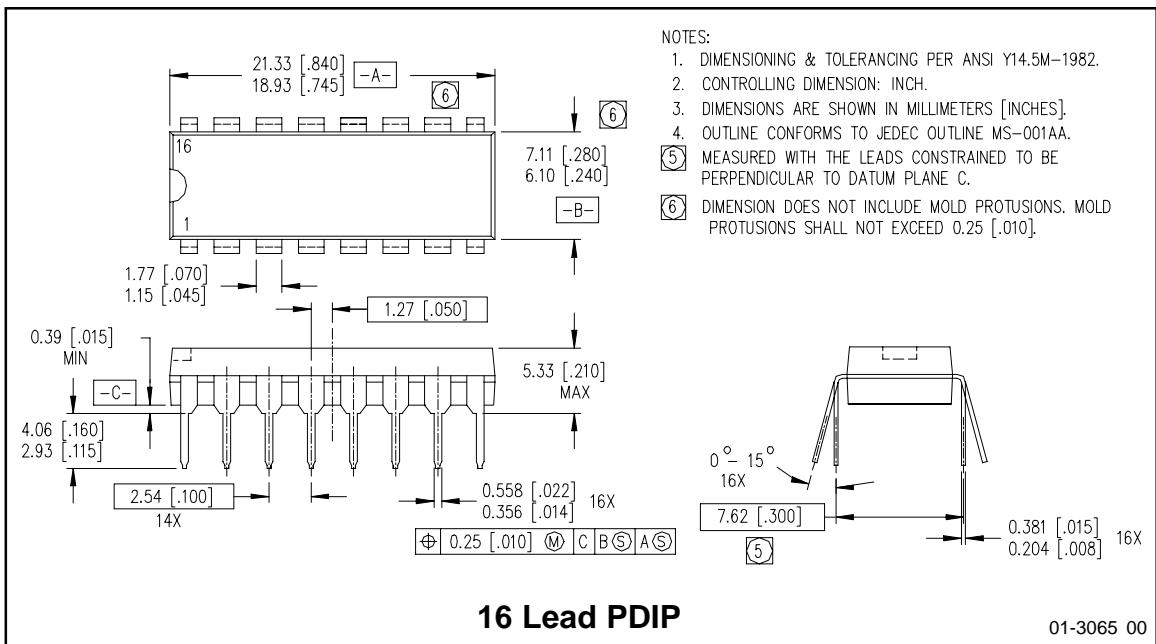 21.33 [.840]
18.93 [.745]
-A-
6
6
16
1
7.11 [.280]
6.10 [.240]
-B-
NOTES:
1. DIMENSIONING & TOLERANCING PER ANSI Y14.5M-1982.
2. CONTROLLING DIMENSION: INCH.
3. DIMENSIONS ARE SHOWN IN MILLIMETERS [INCHES].
4. OUTLINE CONFORMS TO JEDEC OUTLINE MS-001AA.
5 MEASURED WITH THE LEADS CONSTRAINED TO BE
PERPENDICULAR TO DATUM PLANE C.
6 DIMENSION DOES NOT INCLUDE MOLD PROTUSIONS. MOLD
PROTUSIONS SHALL NOT EXCEED 0.25 [.010].
1.77 [.070]
1.15 [.045]
1.27 [.050]
0.39 [.015]
MIN
-C-
5.33 [.210]
MAX
4.06 [.160]
2.93 [.115]
2.54 [.100]
14X
0.558 [.022]
0.356 [.014]
16X
⌖ 0.25 [.010] Ⓜ C B Ⓢ A Ⓢ
0°- 15°
16X
7.62 [.300]
5
0.381 [.015]
0.204 [.008]
16X
16 Lead PDIP
01-3065 00